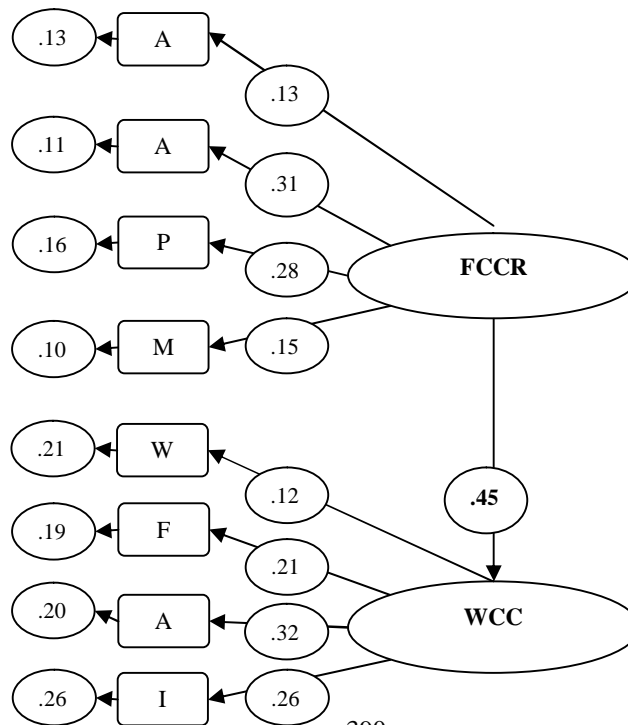 .13 A
.13
.11 A
.31
.16 P
.28 FCCR
.10 M
.15
.21 W
.12 .45
.19 F
.21
.20 A
.32 WCC
.26 I .26